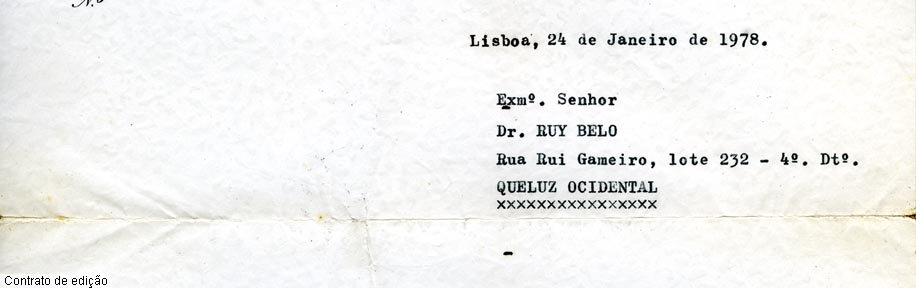 Nº
Lisboa, 24 de Janeiro de 1978.
Exmº. Senhor
Dr. RUY BELO
Rua Rui Gameiro, lote 232 - 4º. Dtº.
QUELUZ OCIDENTAL
xxxxxxxxxxxxxxxx
-
Contrato de edição